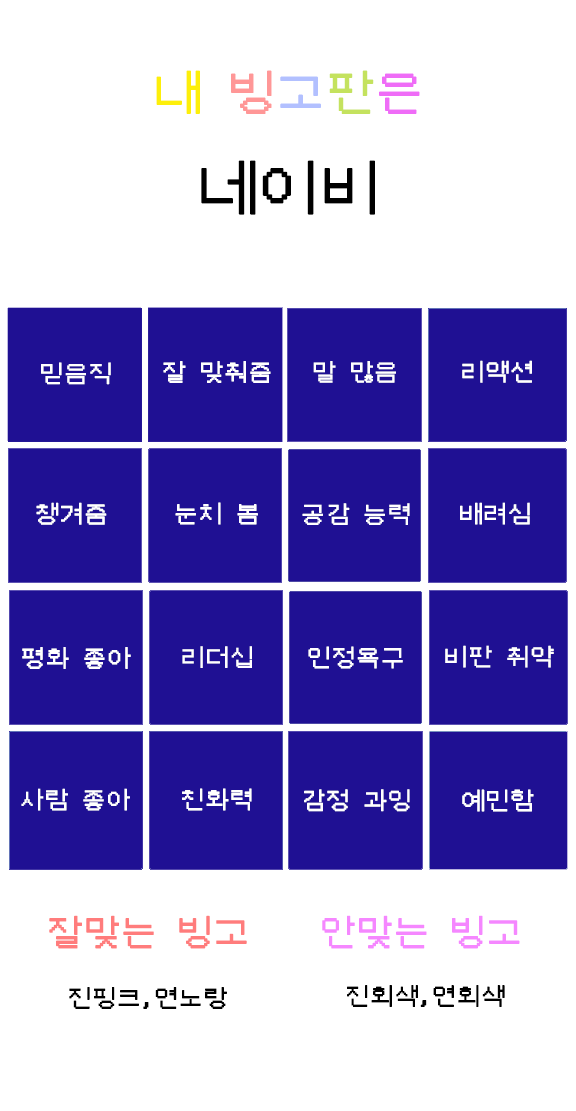 내 빙고판은
네이비
믿음직 잘 맞춰줌 말 많음 리액션
챙겨줌 눈치 봄 공감 능력 배려심
평화 좋아 리더십 인정욕구 비판 취약
사람 좋아 친화력 감정 과잉 예민함
잘맞는 빙고 안맞는 빙고
진핑크,연노랑 진회색,연회색